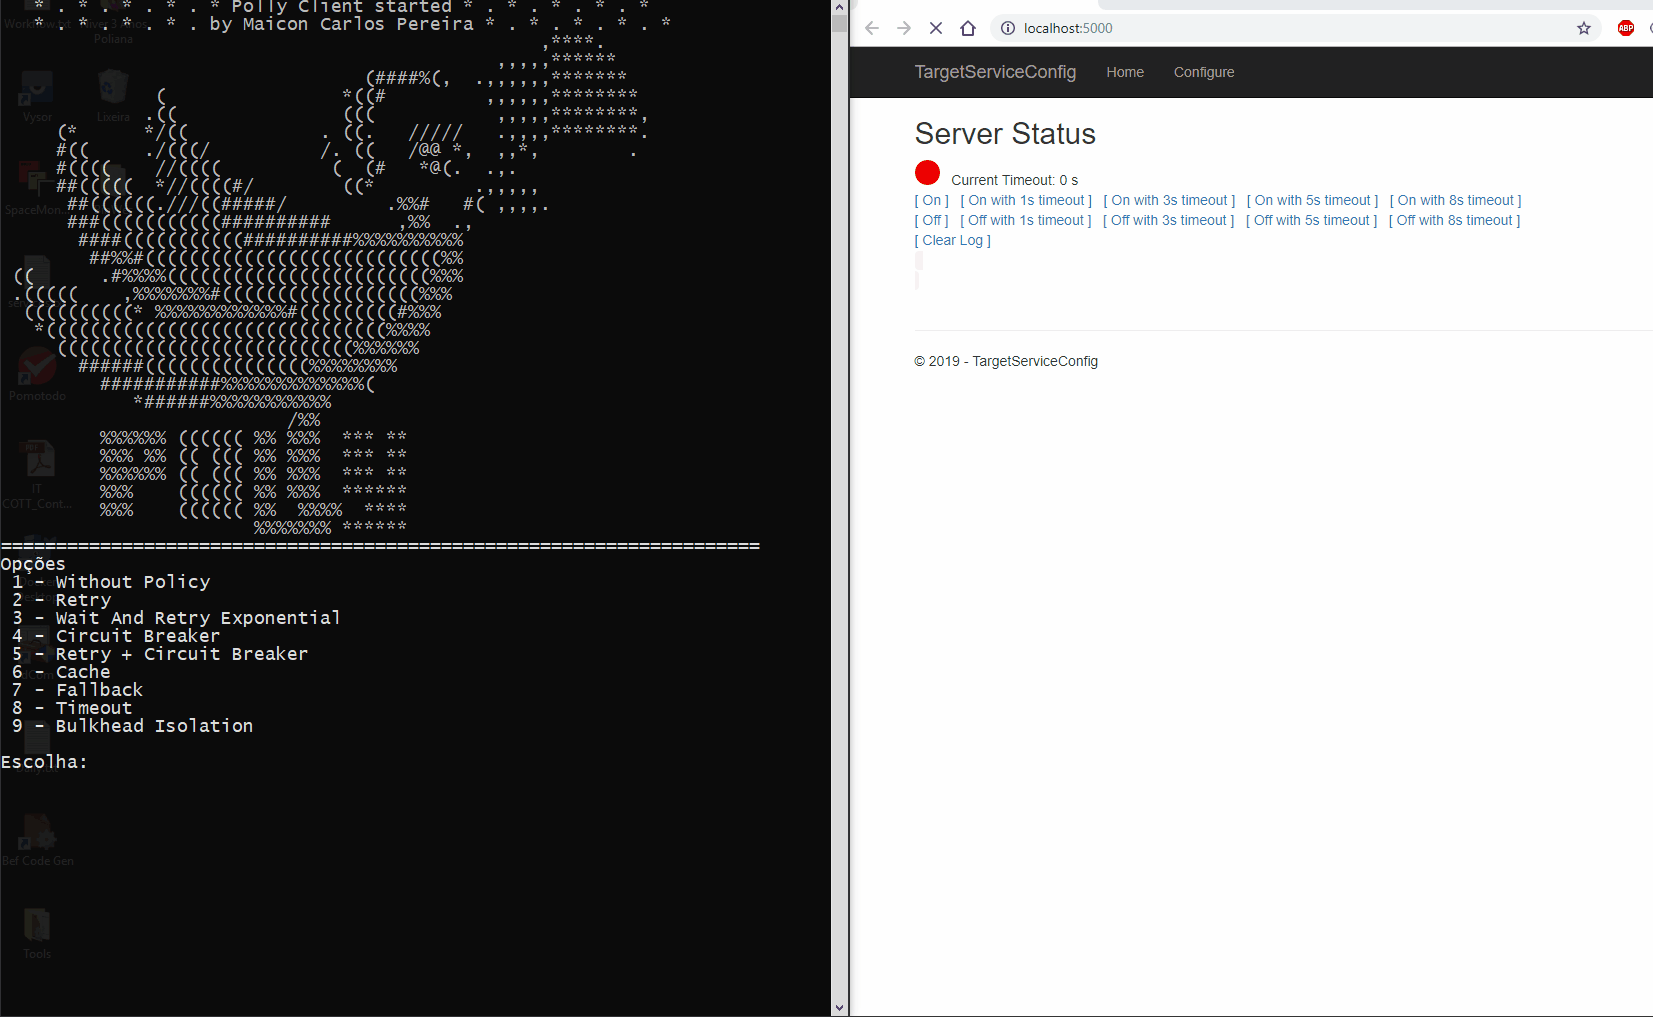 * . * . * . * . * Polly Client started * . * . * . * . *
* . * . * . * . by Maicon Carlos Pereira * . * . * . * . *
============================================================
Opções
1 - Without Policy
2 - Retry
3 - Wait And Retry Exponential
4 - Circuit Breaker
5 - Retry + Circuit Breaker
6 - Cache
7 - Fallback
8 - Timeout
9 - Bulkhead Isolation
Escolha:
Vysor
Lixeira
Poliana
Pomotodo
IT
COTT_Cont...
Bef Code Gen
Tools
localhost:5000
ABP
TargetServiceConfig Home Configure
Server Status
Current Timeout: 0 s
[ On ] [ On with 1s timeout ] [ On with 3s timeout ] [ On with 5s timeout ] [ On with 8s timeout ]
[ Off ] [ Off with 1s timeout ] [ Off with 3s timeout ] [ Off with 5s timeout ] [ Off with 8s timeout ]
[ Clear Log ]
© 2019 - TargetServiceConfig